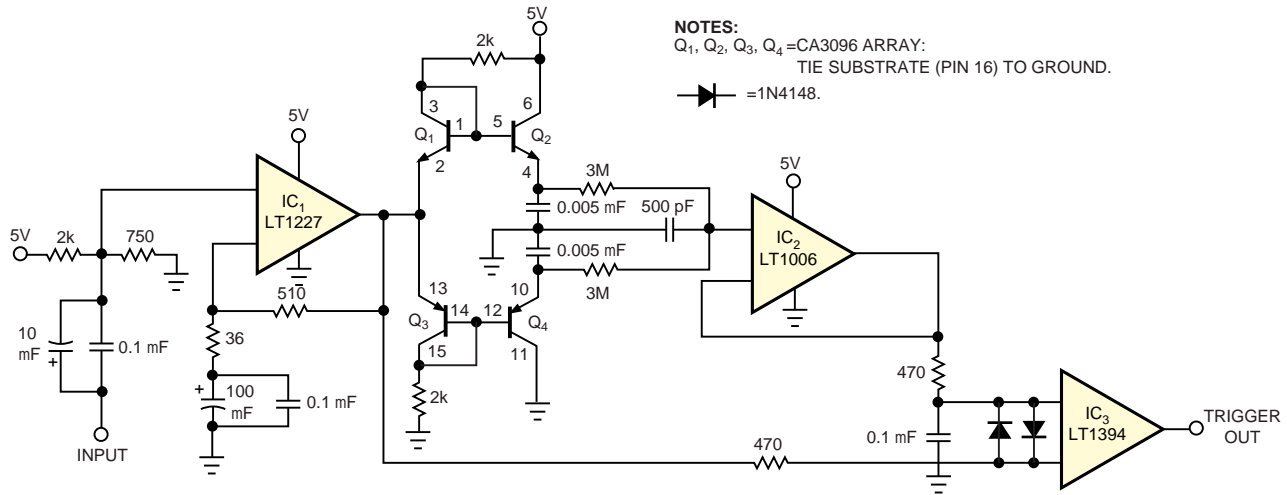 5V
2k
NOTES:
Q1, Q2, Q3, Q4 =CA3096 ARRAY:
TIE SUBSTRATE (PIN 16) TO GROUND.
=1N4148.
3
6
5V
1
5
Q1
Q2
2
4
3M
5V
IC1
LT1227
0.005 mF
500 pF
5V
2k
750
0.005 mF
IC2
LT1006
510
13
10
3M
14
12
Q3
Q4
10
mF
+
0.1 mF
36
15
11
470
+
100
mF
0.1 mF
2k
IC3
LT1394
TRIGGER
OUT
0.1 mF
INPUT
470